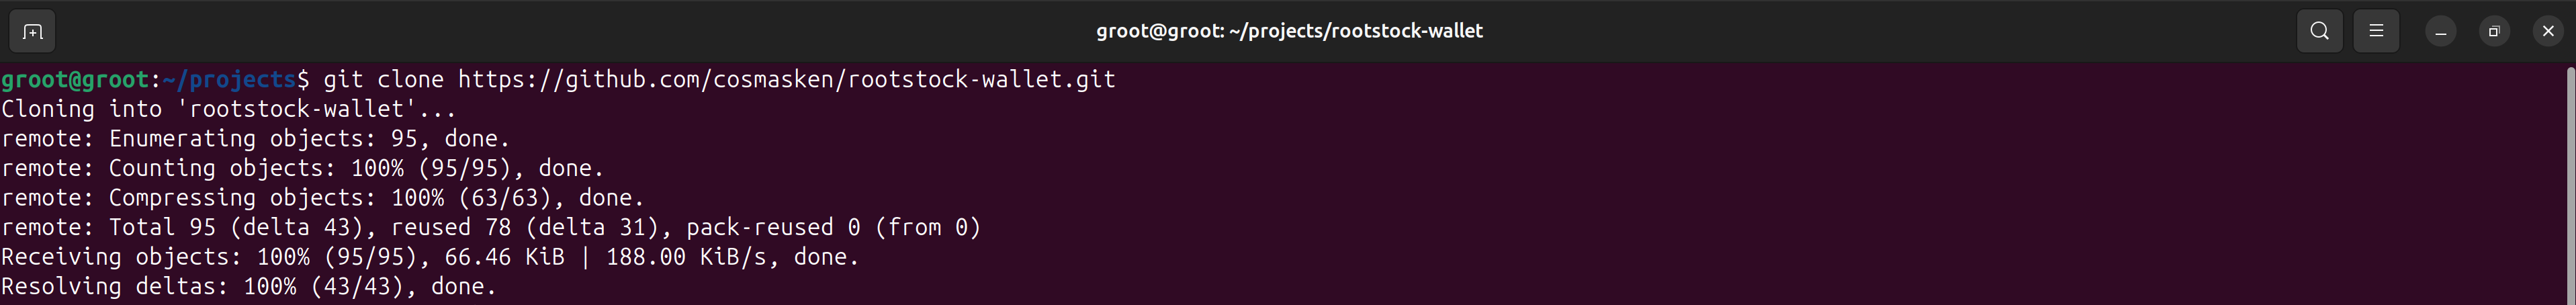 groot@groot: ~/projects/rootstock-wallet
groot@groot:~/projects$ git clone https://github.com/cosmasken/rootstock-wallet.git
Cloning into 'rootstock-wallet'...
remote: Enumerating objects: 95, done.
remote: Counting objects: 100% (95/95), done.
remote: Compressing objects: 100% (63/63), done.
remote: Total 95 (delta 43), reused 78 (delta 31), pack-reused 0 (from 0)
Receiving objects: 100% (95/95), 66.46 KiB | 188.00 KiB/s, done.
Resolving deltas: 100% (43/43), done.